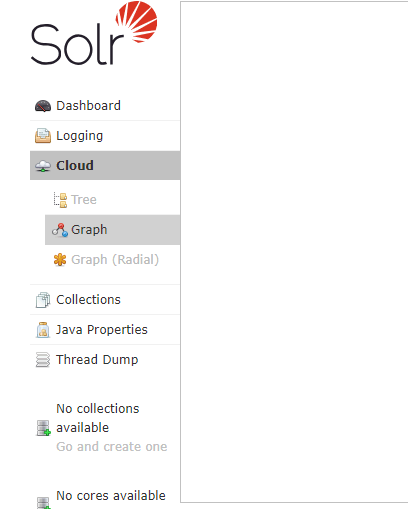 Solr
Dashboard
Logging
Cloud
Tree
Graph
Graph (Radial)
Collections
Java Properties
Thread Dump
No collections
available
Go and create one
No cores available